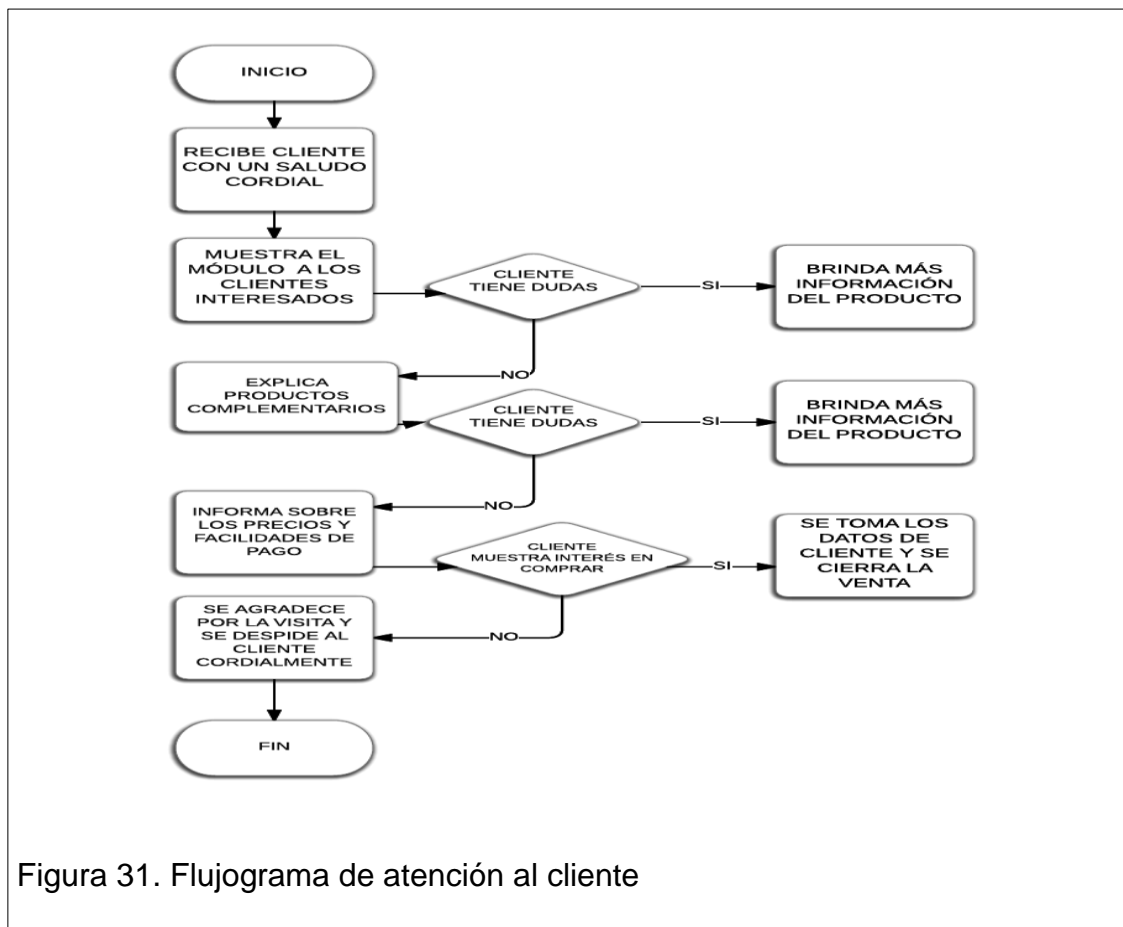 INICIO
RECIBE CLIENTE
CON UN SALUDO
CORDIAL
MUESTRA EL
MÓDULO A LOS
CLIENTES
INTERESADOS
CLIENTE
TIENE DUDAS
SI
BRINDA MÁS
INFORMACIÓN
DEL PRODUCTO
NO
EXPLICA
PRODUCTOS
COMPLEMENTARIOS
CLIENTE
TIENE DUDAS
SI
BRINDA MÁS
INFORMACIÓN
DEL PRODUCTO
NO
INFORMA SOBRE
LOS PRECIOS Y
FACILIDADES DE
PAGO
CLIENTE
MUESTRA INTERÉS EN
COMPRAR
SI
SE TOMA LOS
DATOS DE
CLIENTE Y SE
CIERRA LA
VENTA
NO
SE AGRADECE
POR LA VISITA Y
SE DESPIDE AL
CLIENTE
CORDIALMENTE
FIN
Figura 31. Flujograma de atención al cliente